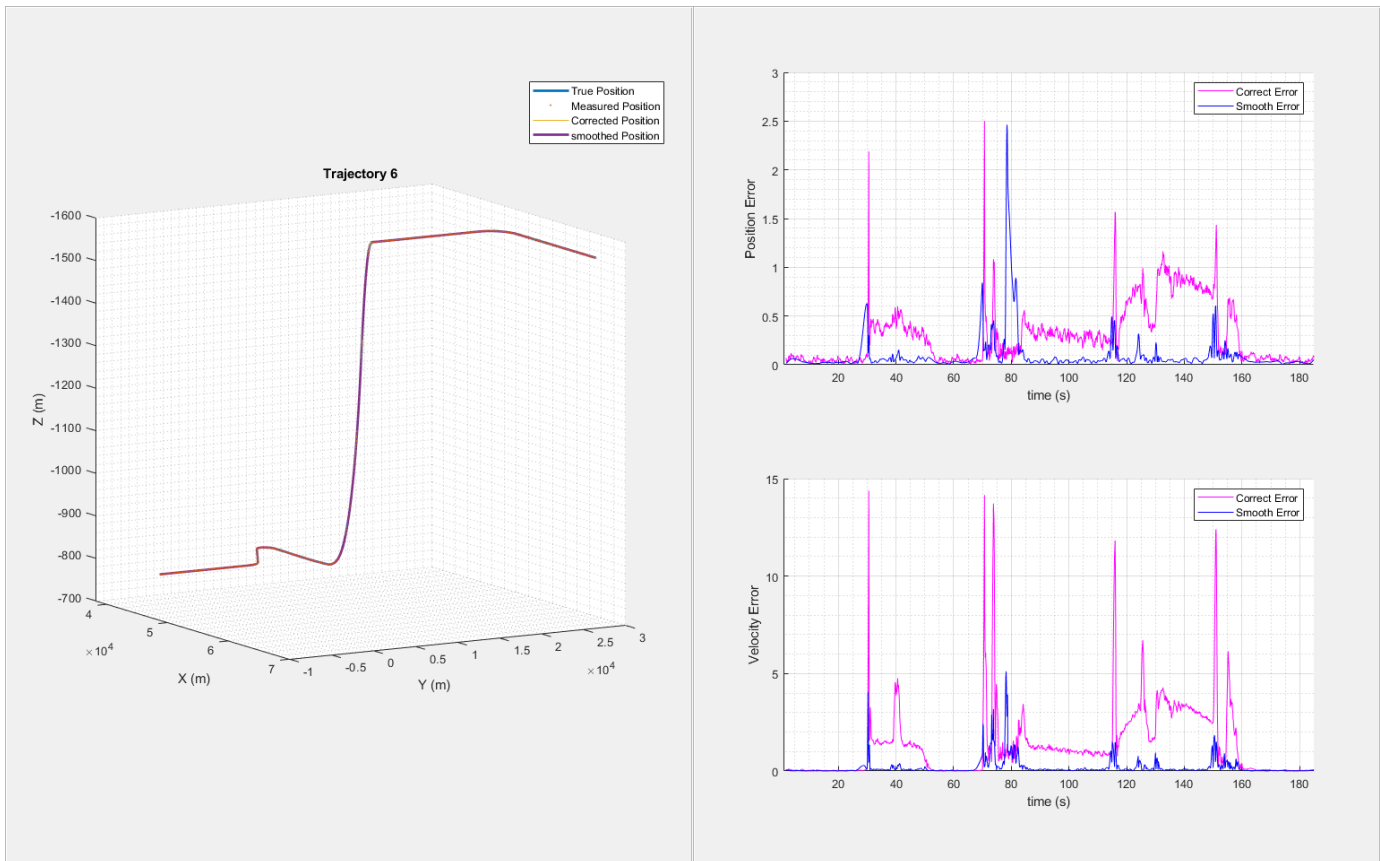 True Position
Measured Position
Corrected Position
smoothed Position
Trajectory 6
-1600
-1500
-1400
-1300
-1200
-1100
-1000
-900
-800
-700
Z (m)
4
5
6
7
×10⁴
X (m)
-1
-0.5
0
0.5
1
1.5
2
2.5
3
×10⁴
Y (m)
Correct Error
Smooth Error
3
2.5
2
1.5
1
0.5
0
Position Error
20 40 60 80 100 120 140 160 180
time (s)
Correct Error
Smooth Error
15
10
5
0
Velocity Error
20 40 60 80 100 120 140 160 180
time (s)